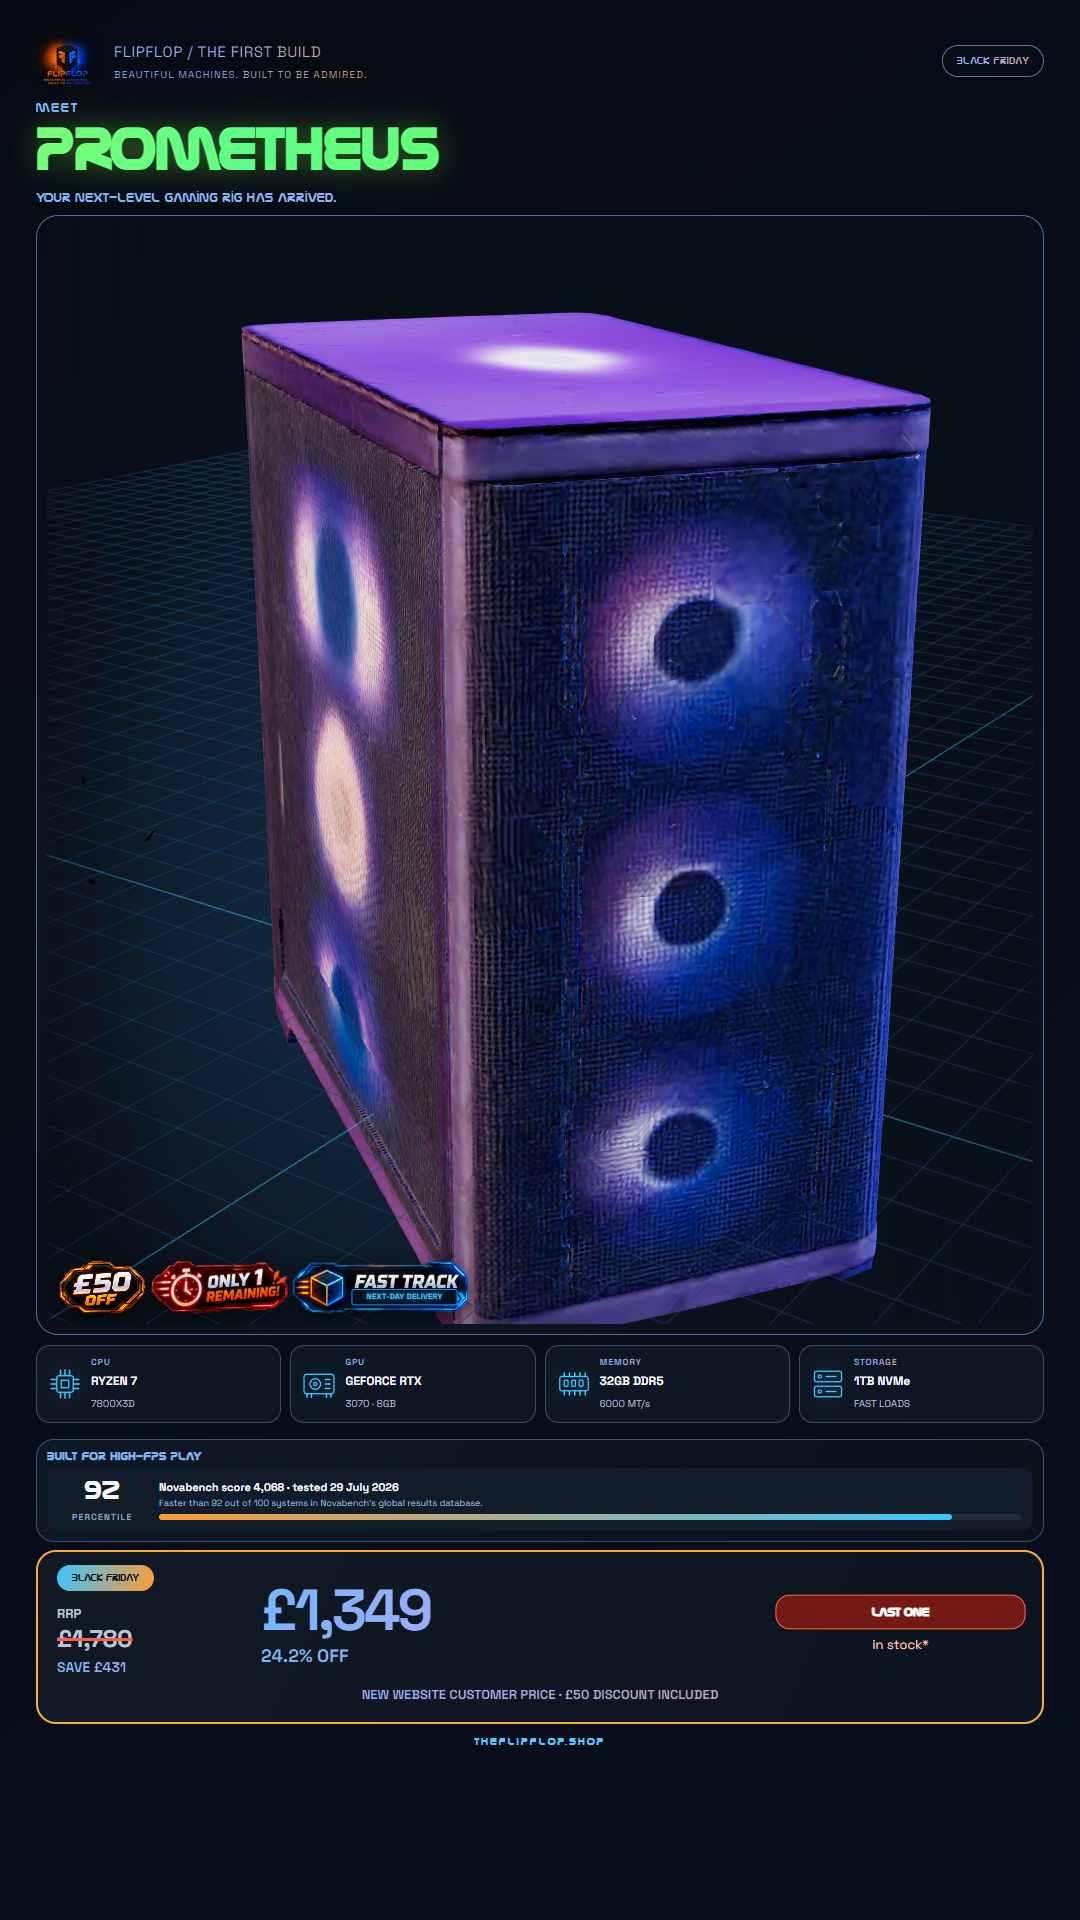 FLIPFLOP
FLIPFLOP / THE FIRST BUILD
BEAUTIFUL MACHINES. BUILT TO BE ADMIRED.
BLACK FRIDAY
MEET
PROMETHEUS
YOUR NEXT-LEVEL GAMING RIG HAS ARRIVED.
£50
OFF
ONLY 1
REMAINING!
FAST TRACK
NEXT-DAY DELIVERY
CPU
RYZEN 7
7800X3D
GPU
GEFORCE RTX
3070 · 8GB
MEMORY
32GB DDR5
6000 MT/s
STORAGE
1TB NVMe
FAST LOADS
BUILT FOR HIGH-FPS PLAY
92
PERCENTILE
Novabench score 4,068 · tested 29 July 2026
Faster than 92 out of 100 systems in Novabench's global results database.
BLACK FRIDAY
RRP
£1,780
SAVE £431
£1,349
24.2% OFF
LAST ONE
in stock*
NEW WEBSITE CUSTOMER PRICE · £50 DISCOUNT INCLUDED
THEFLIPFLOP.SHOP